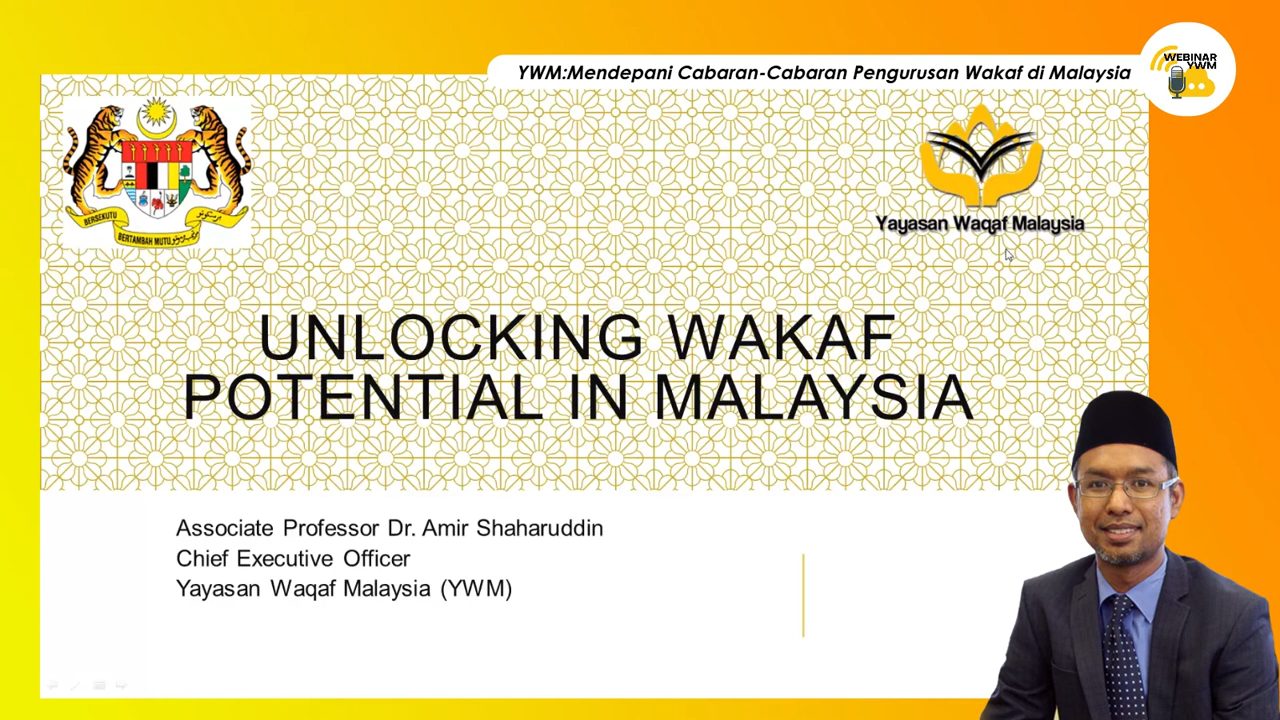 YWM:Mendepani Cabaran-Cabaran Pengurusan Wakaf di Malaysia
WEBINAR
YWM
BERSEKUTU
BERTAMBAH MUTU
Yayasan Waqaf Malaysia
UNLOCKING WAKAF
POTENTIAL IN MALAYSIA
Associate Professor Dr. Amir Shaharuddin
Chief Executive Officer
Yayasan Waqaf Malaysia (YWM)